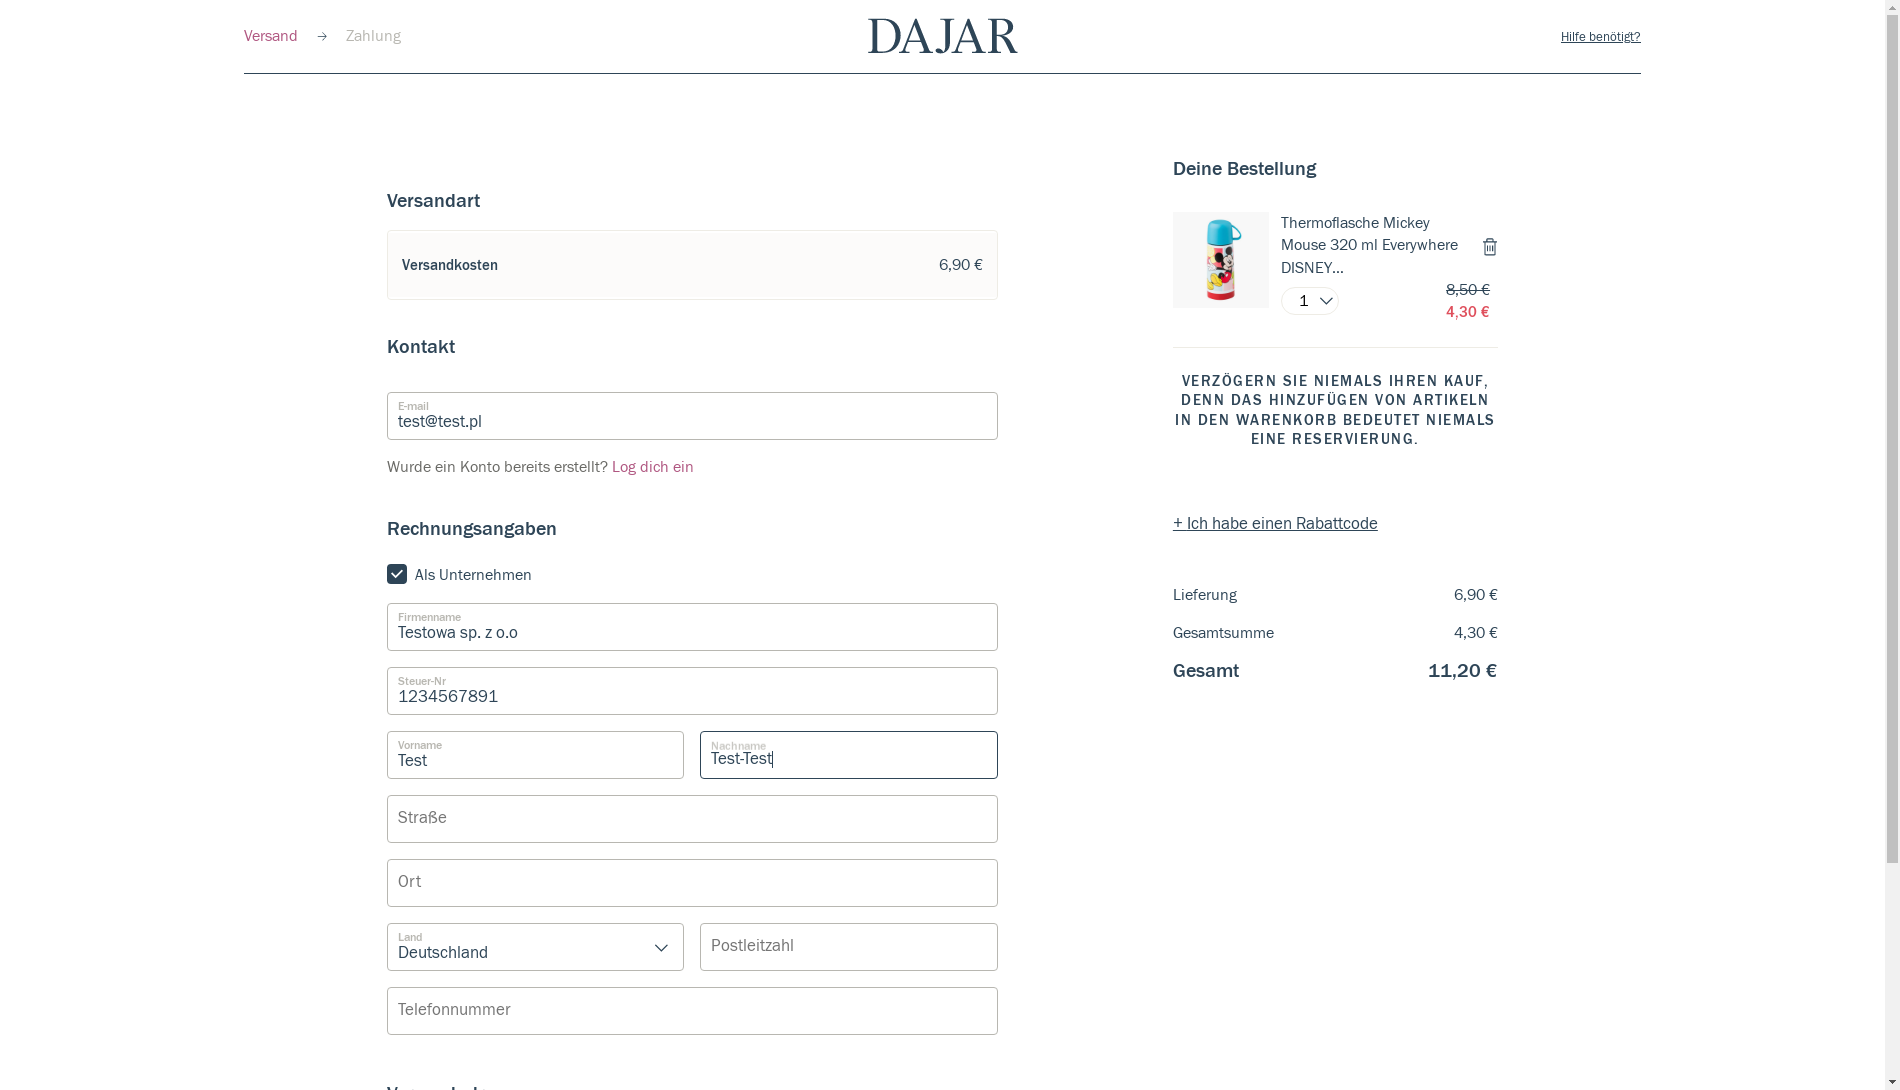 Versand → Zahlung
DAJAR
Hilfe benötigt?
Versandart
Versandkosten 6,90 €
Kontakt
E-mail
test@test.pl
Wurde ein Konto bereits erstellt? Log dich ein
Rechnungsangaben
Als Unternehmen
Firmenname
Testowa sp. z o.o
Steuer-Nr
1234567891
Vorname
Test
Nachname
Test-Test
Straße
Ort
Land
Deutschland
Postleitzahl
Telefonnummer
Deine Bestellung
Thermoflasche Mickey
Mouse 320 ml Everywhere
DISNEY...
1
8,50 €
4,30 €
VERZÖGERN SIE NIEMALS IHREN KAUF,
DENN DAS HINZUFÜGEN VON ARTIKELN
IN DEN WARENKORB BEDEUTET NIEMALS
EINE RESERVIERUNG.
+ Ich habe einen Rabattcode
Lieferung 6,90 €
Gesamtsumme 4,30 €
Gesamt 11,20 €